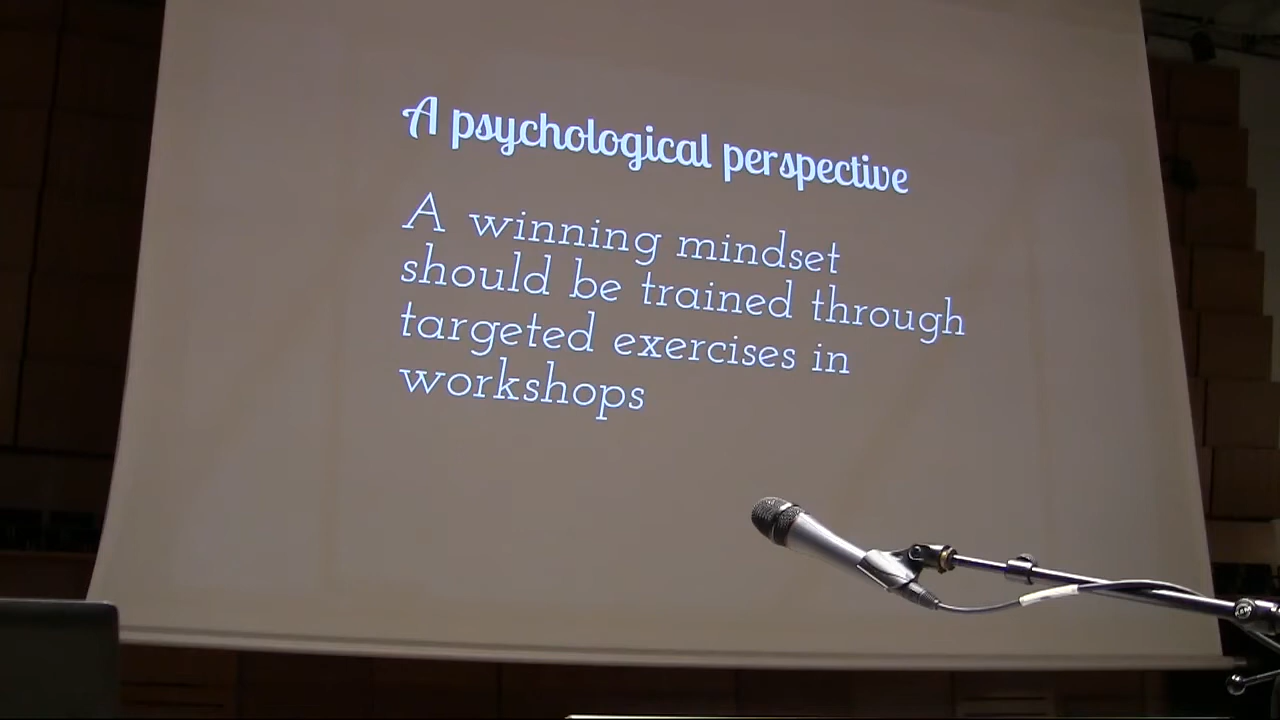 A psychological perspective
A winning mindset
should be trained through
targeted exercises in
workshops